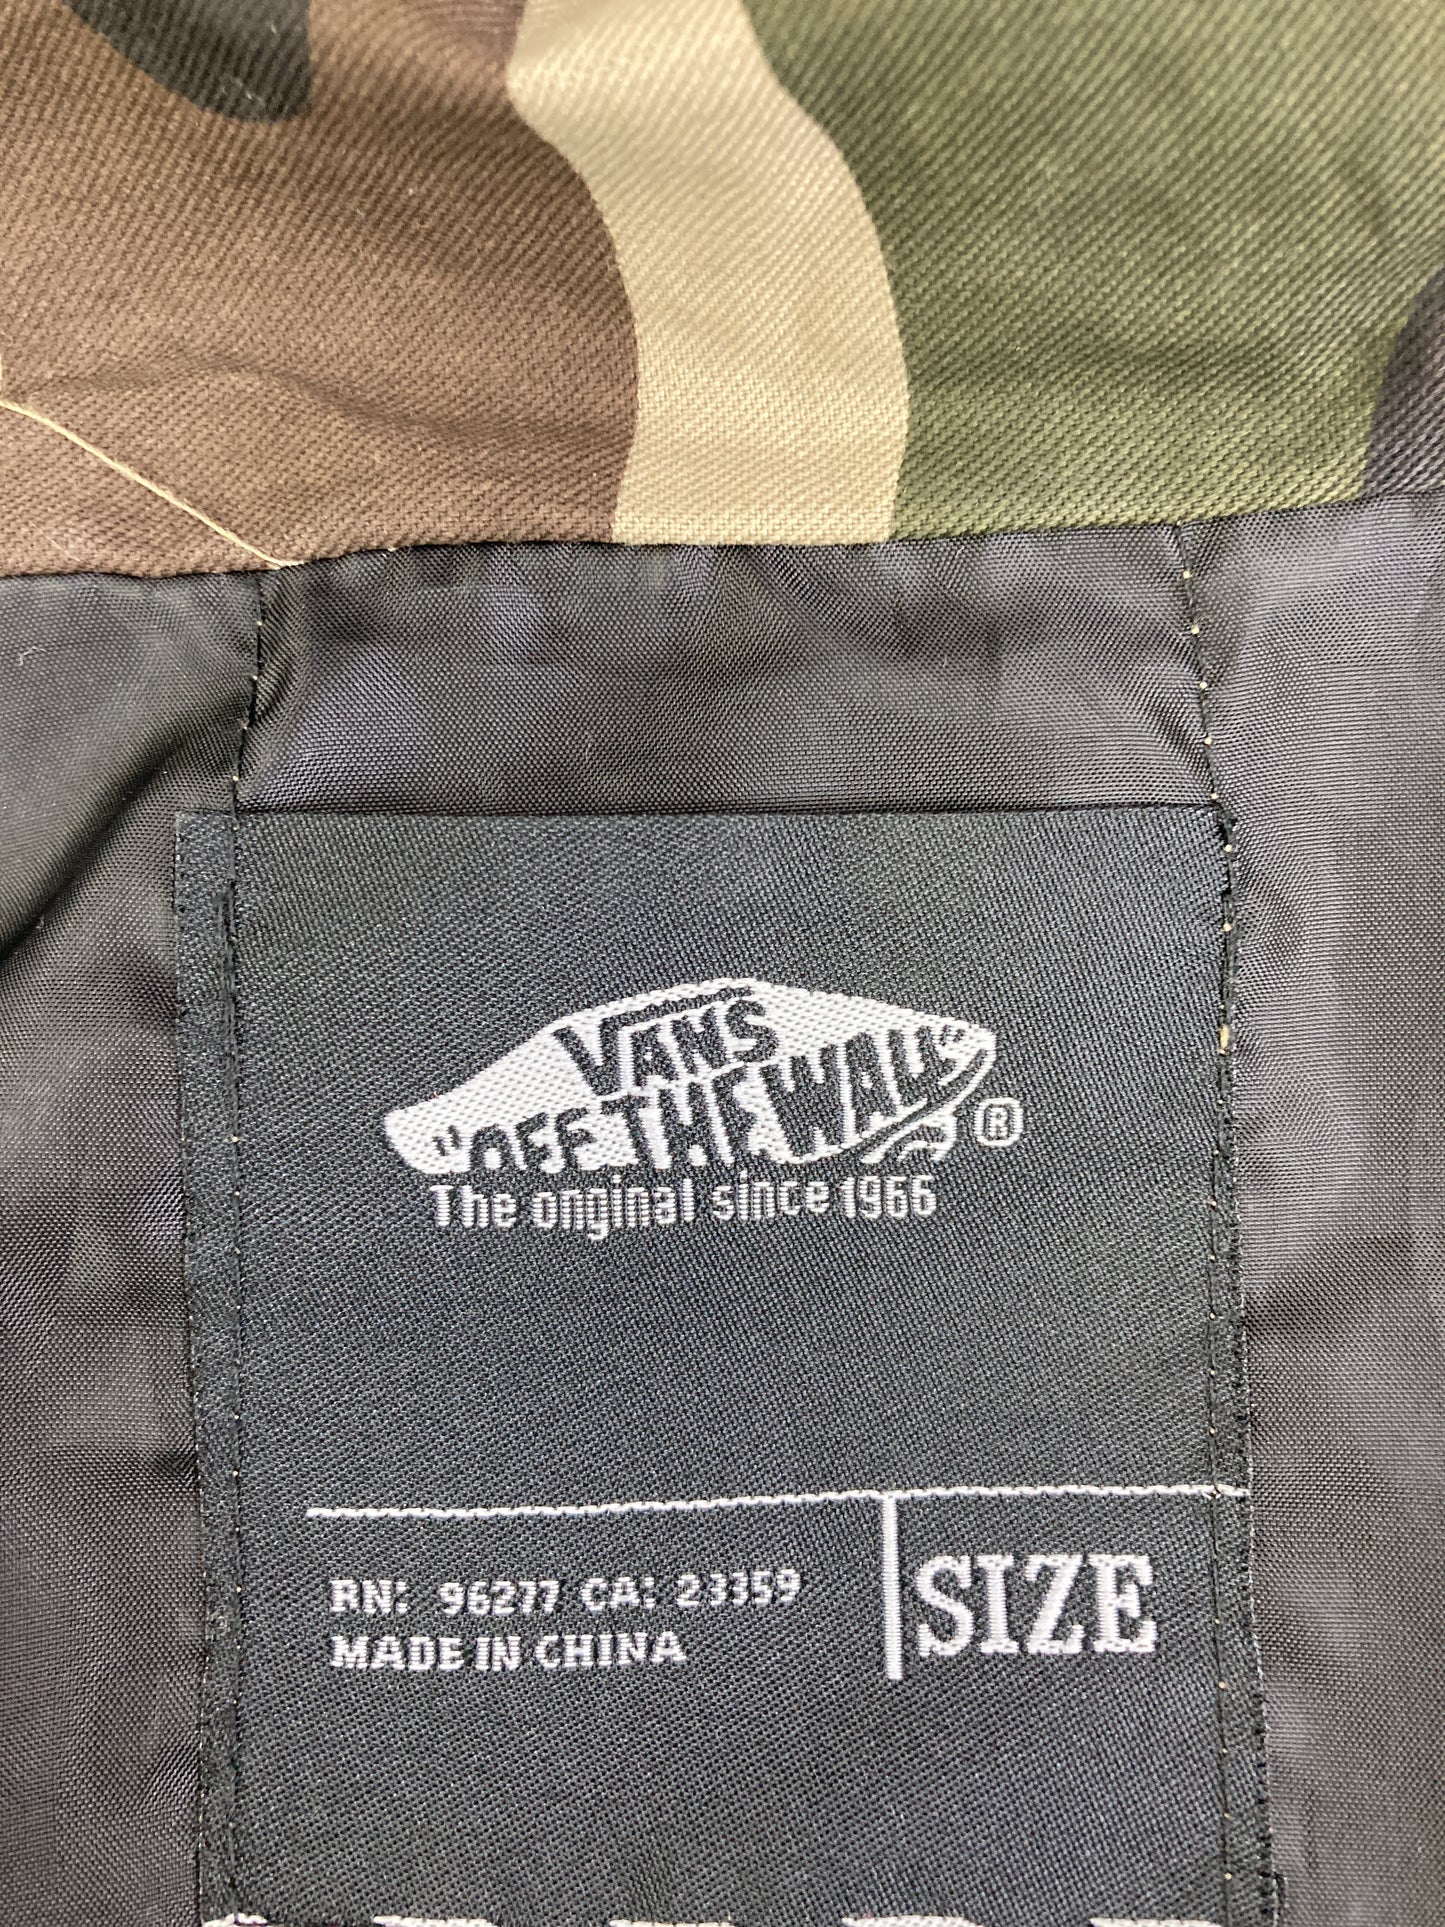 VANS
"OFF THE WALL"
®
The original since 1966
RN: 96277 CA: 23359
MADE IN CHINA
SIZE